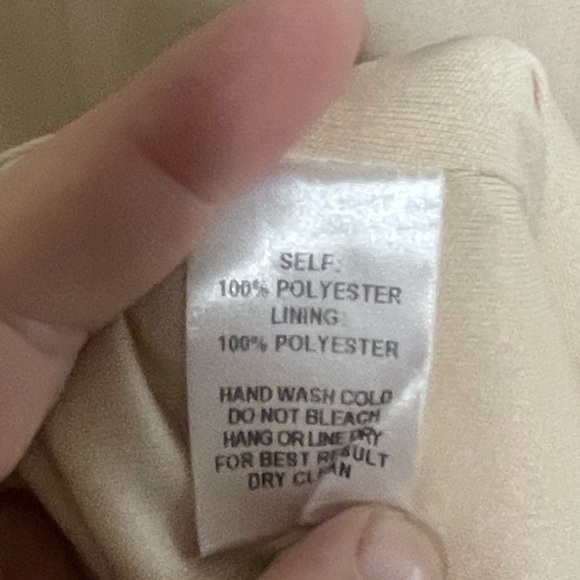 SELF:
100% POLYESTER
LINING:
100% POLYESTER
HAND WASH COLD
DO NOT BLEACH
HANG OR LINE DRY
FOR BEST RESULT
DRY CLEAN